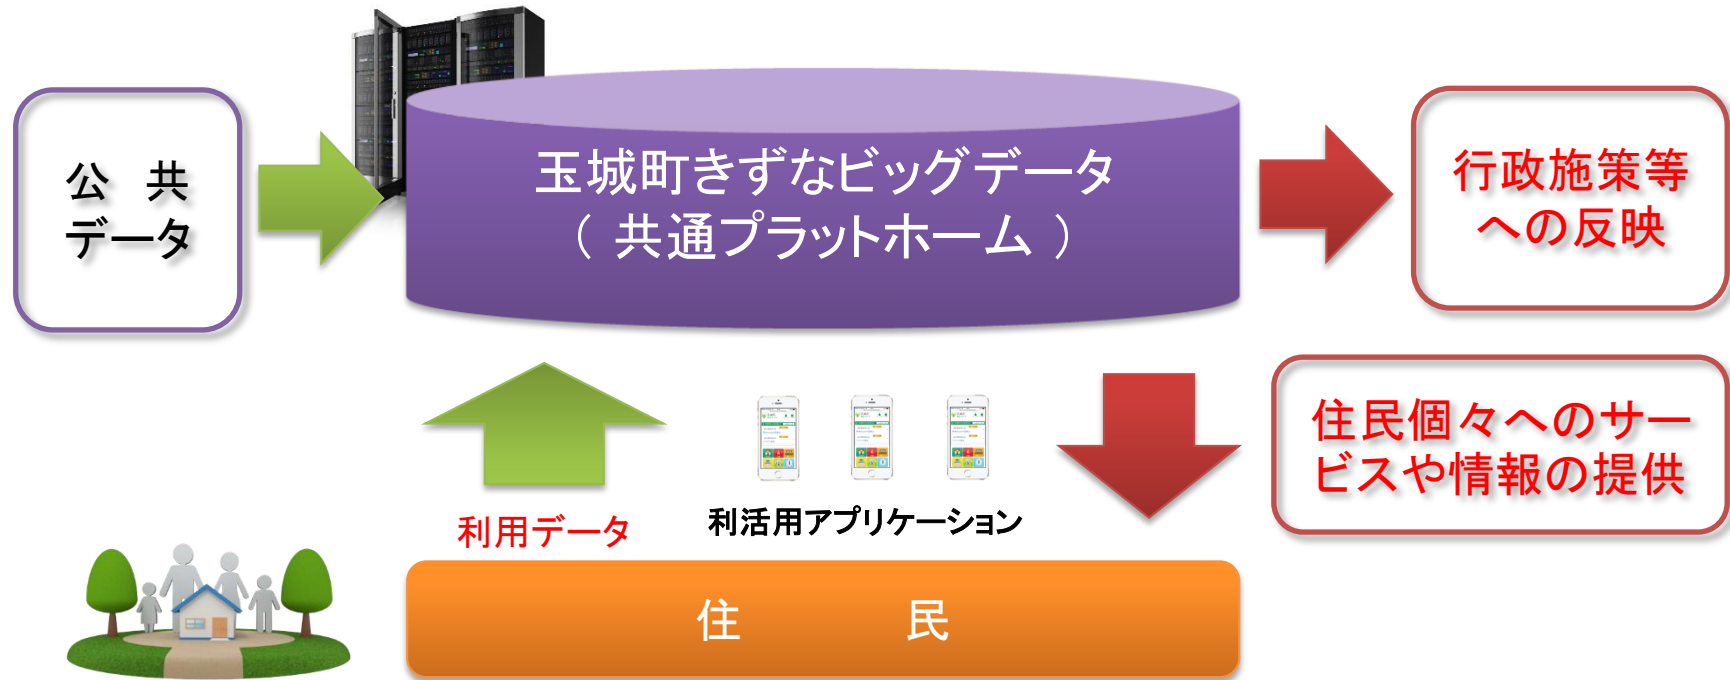 公　共
データ
玉城町きずなビッグデータ
（ 共通プラットホーム ）
行政施策等
への反映
利用データ
利活用アプリケーション
住民個々へのサー
ビスや情報の提供
住　　　民